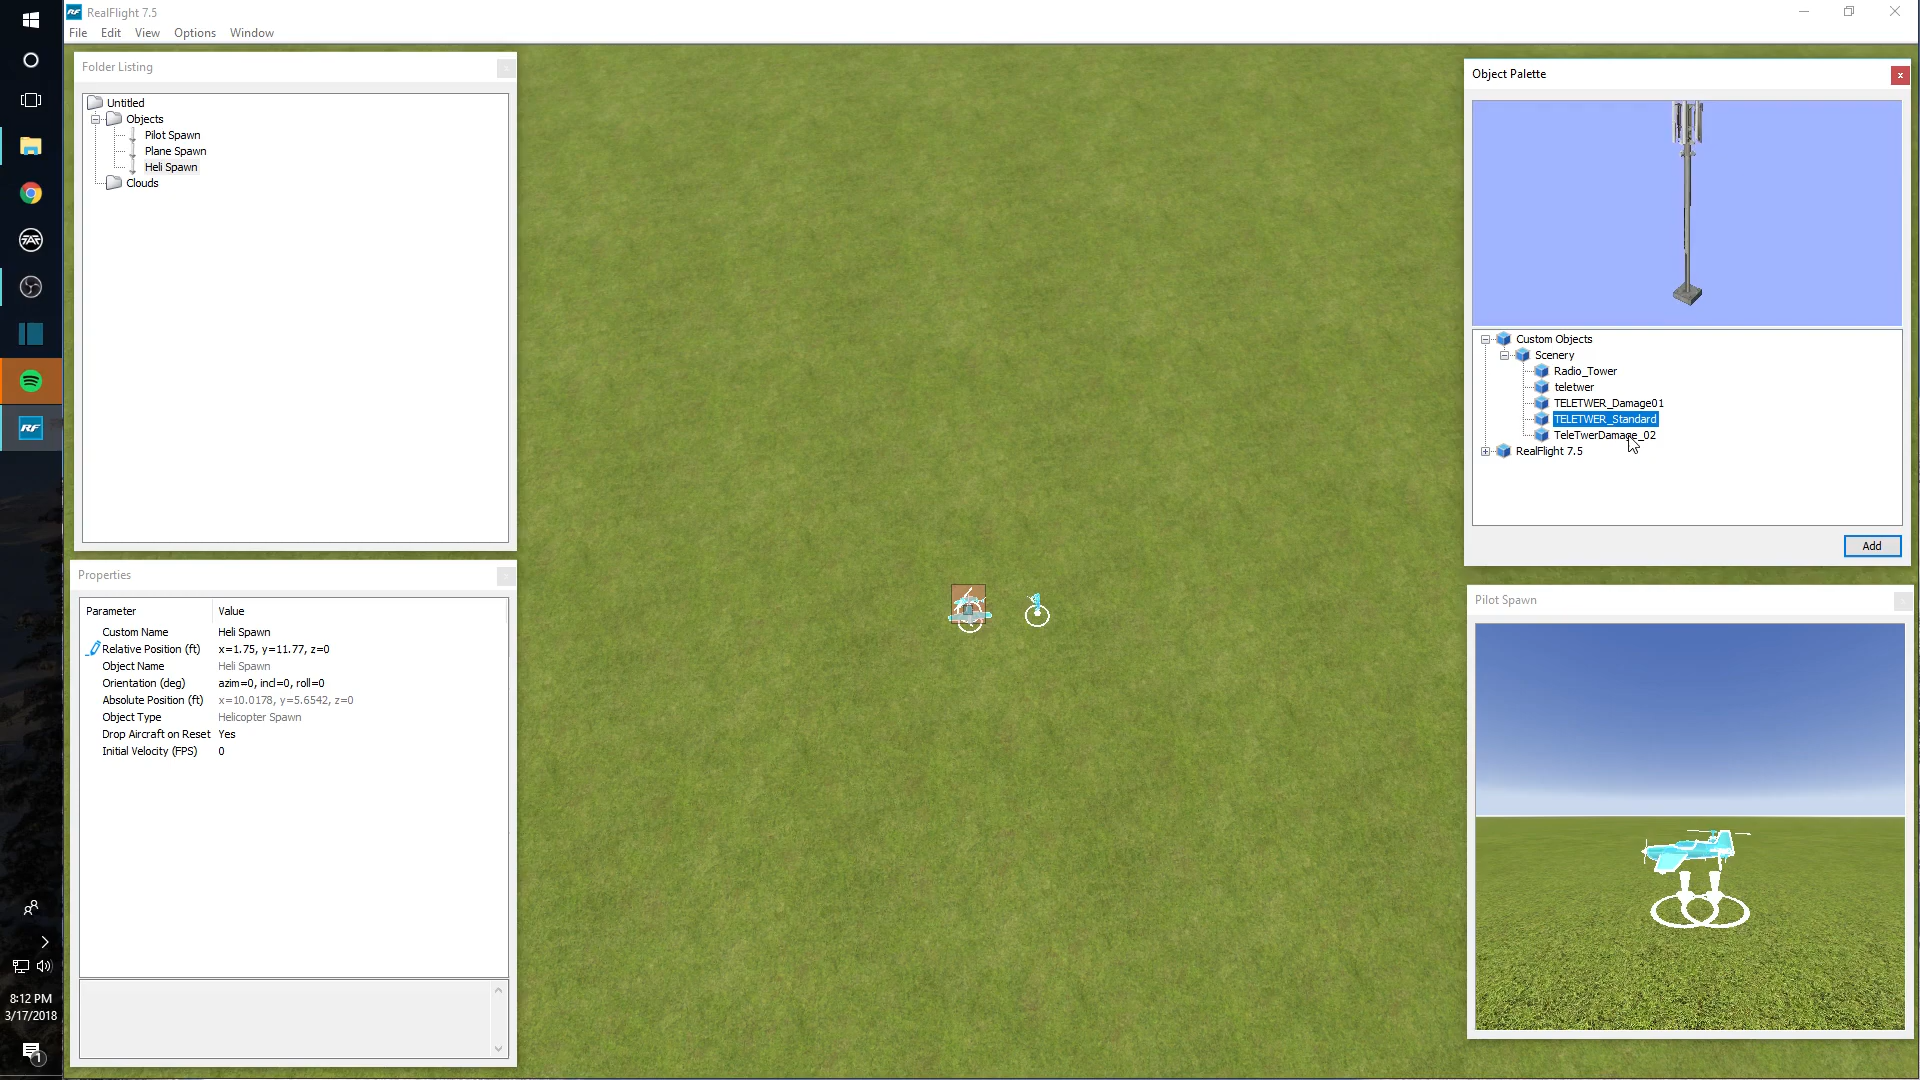 RF RealFlight 7.5
File Edit View Options Window
Folder Listing
Untitled
Objects
Pilot Spawn
Plane Spawn
Heli Spawn
Clouds
Properties
Parameter Value
Custom Name Heli Spawn
Relative Position (ft) x=1.75, y=11.77, z=0
Object Name Heli Spawn
Orientation (deg) azim=0, incl=0, roll=0
Absolute Position (ft) x=10.0178, y=5.6542, z=0
Object Type Helicopter Spawn
Drop Aircraft on Reset Yes
Initial Velocity (FPS) 0
Object Palette
x
Custom Objects
Scenery
Radio_Tower
teletwer
TELETWER_Damage01
TELETWER_Standard
TeleTwerDamage_02
RealFlight 7.5
Add
Pilot Spawn
RF
8:12 PM
3/17/2018
1